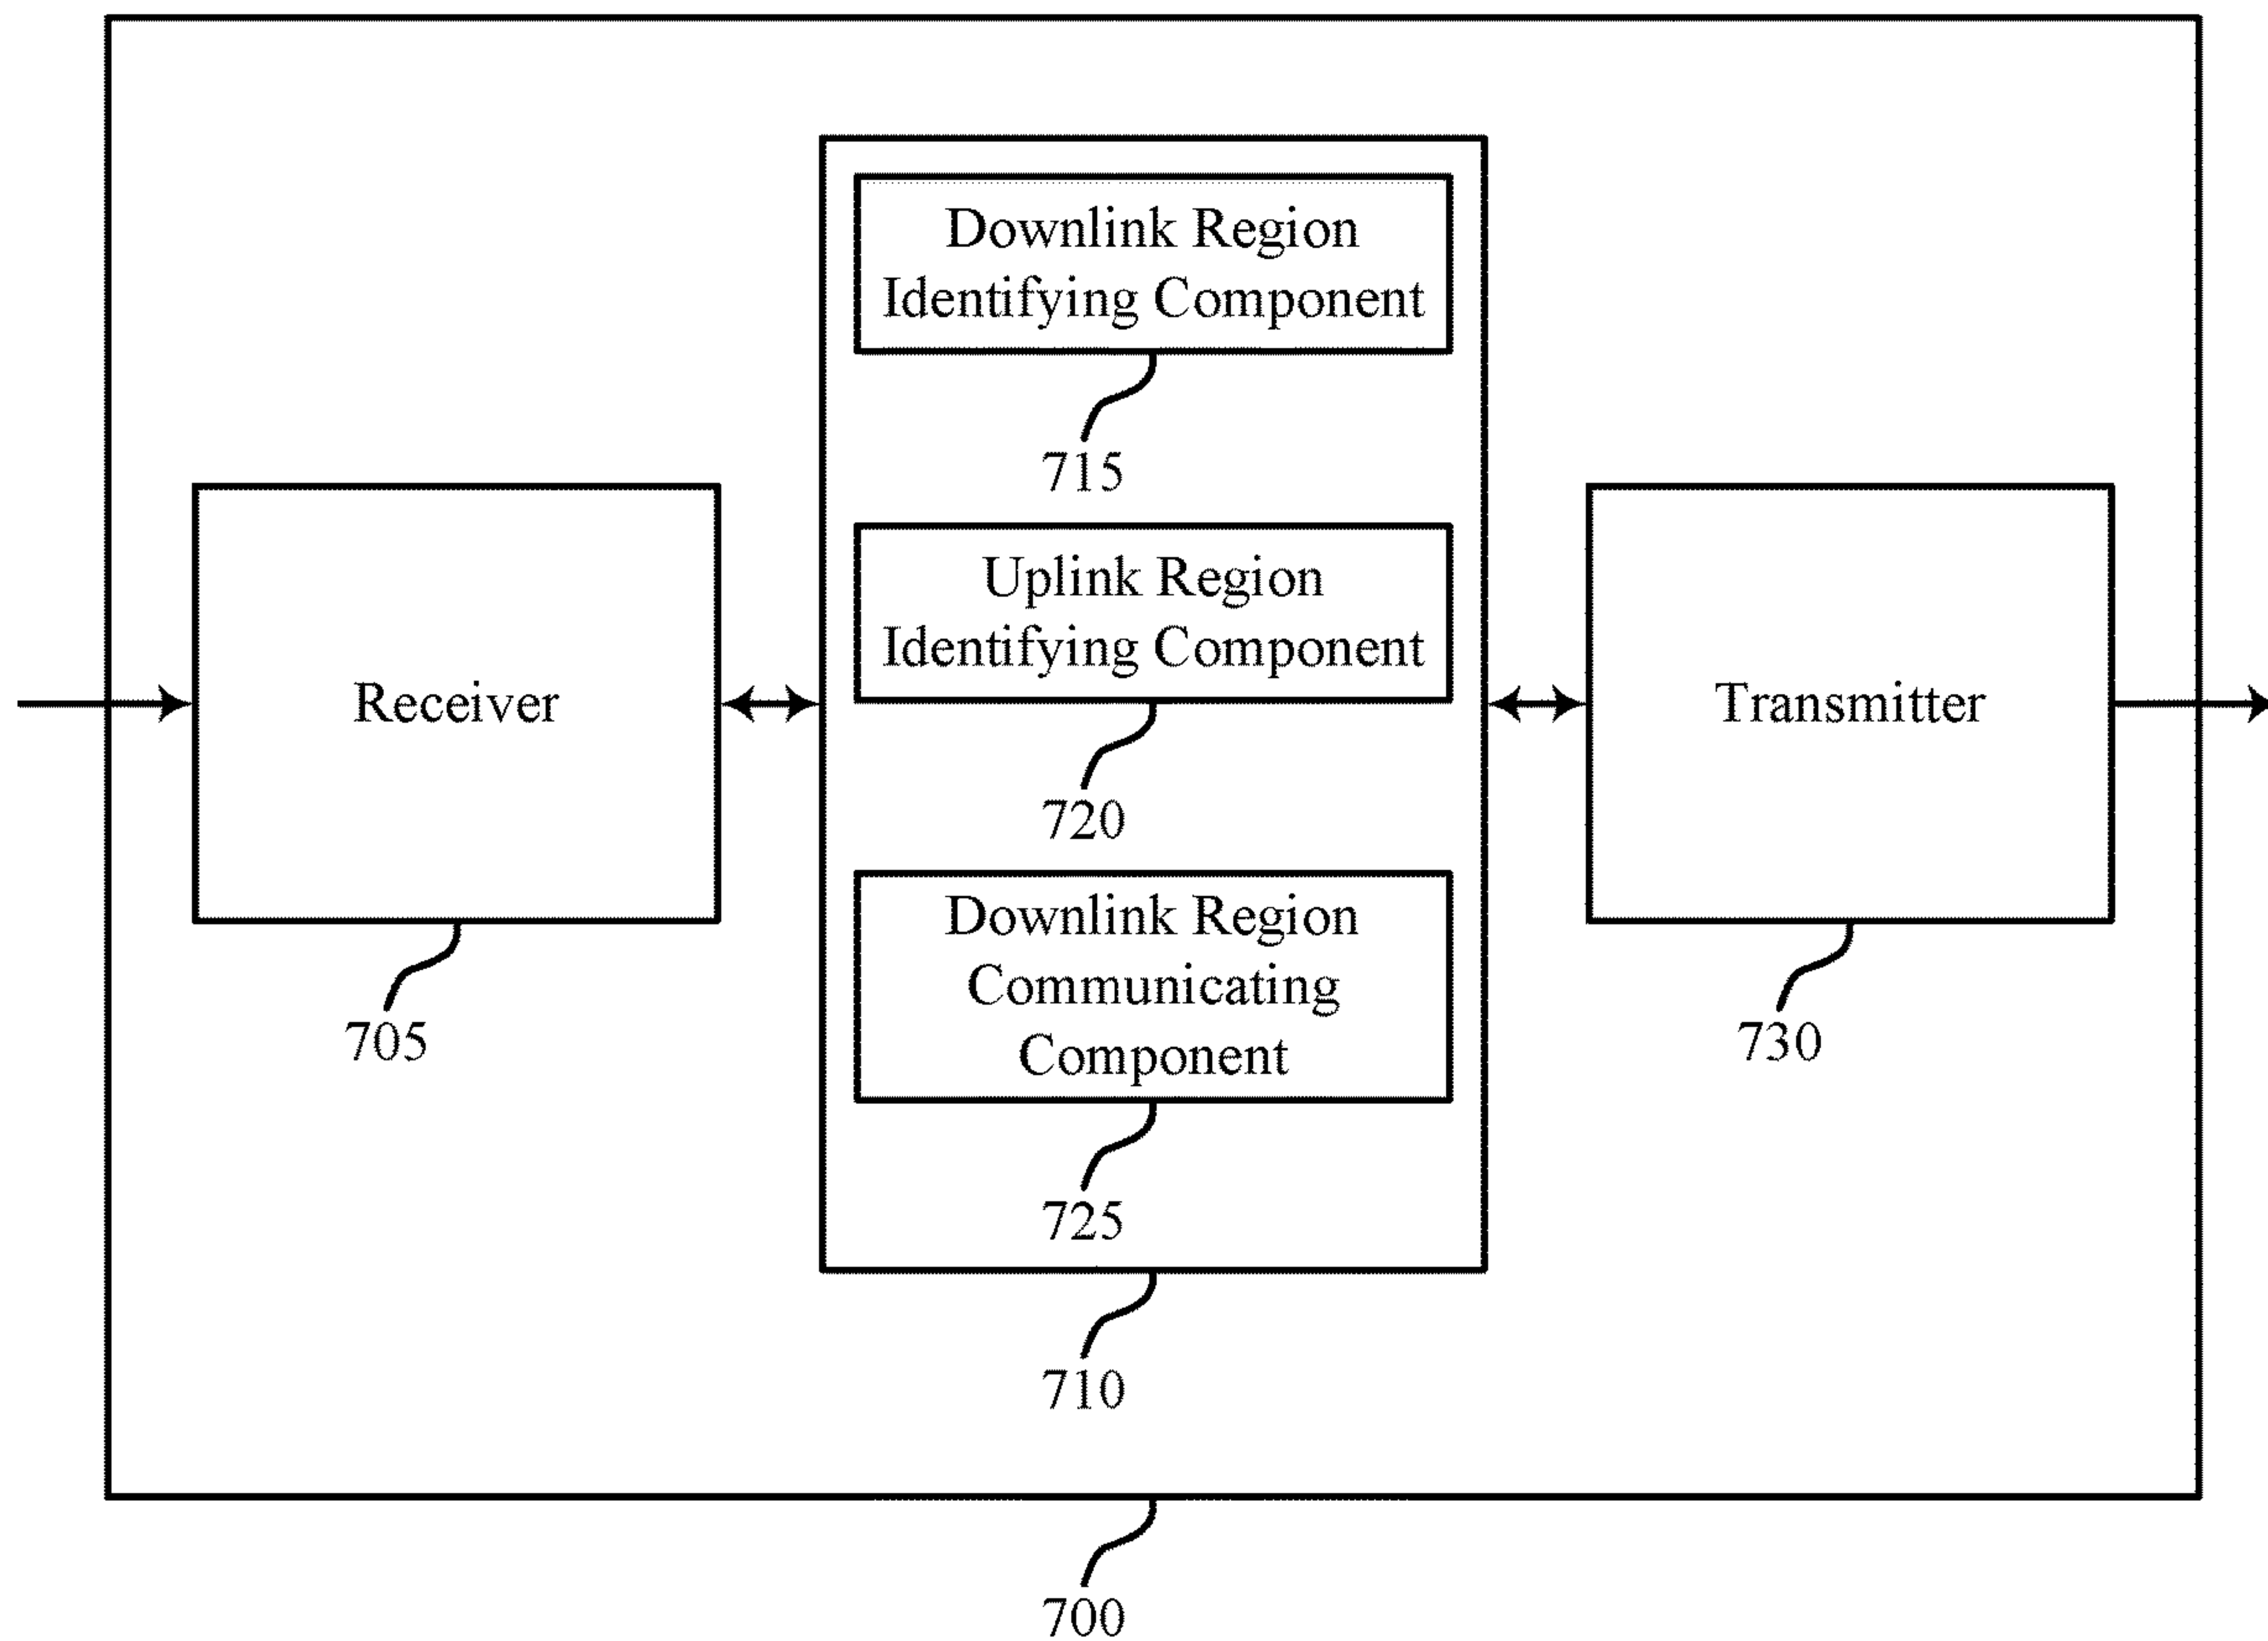 Downlink Region
Identifying Component
715
Uplink Region
Identifying Component
720
Downlink Region
Communicating
Component
725
710
Receiver
705
Transmitter
730
700